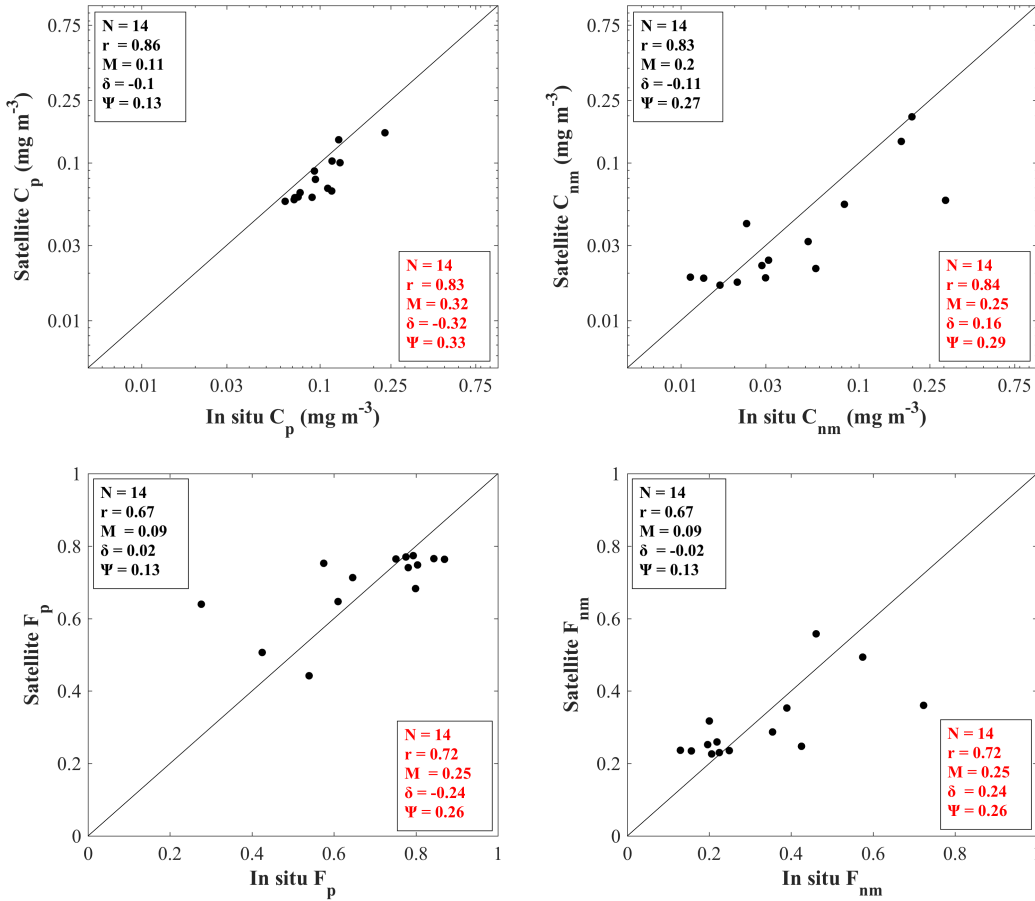 N = 14
r = 0.86
M = 0.11
δ = -0.1
Ψ = 0.13
N = 14
r = 0.83
M = 0.32
δ = -0.32
Ψ = 0.33
0.75
0.25
0.1
0.03
0.01
Satellite Cp (mg m-3)
0.01 0.03 0.1 0.25 0.75
In situ Cp (mg m-3)
N = 14
r = 0.83
M = 0.2
δ = -0.11
Ψ = 0.27
N = 14
r = 0.84
M = 0.25
δ = 0.16
Ψ = 0.29
0.75
0.25
0.1
0.03
0.01
Satellite Cnm (mg m-3)
0.01 0.03 0.1 0.25 0.75
In situ Cnm (mg m-3)
N = 14
r = 0.67
M = 0.09
δ = 0.02
Ψ = 0.13
N = 14
r = 0.72
M = 0.25
δ = -0.24
Ψ = 0.26
1
0.8
0.6
0.4
0.2
0
Satellite Fp
0 0.2 0.4 0.6 0.8 1
In situ Fp
N = 14
r = 0.67
M = 0.09
δ = -0.02
Ψ = 0.13
N = 14
r = 0.72
M = 0.25
δ = 0.24
Ψ = 0.26
1
0.8
0.6
0.4
0.2
0
Satellite Fnm
0 0.2 0.4 0.6 0.8
In situ Fnm